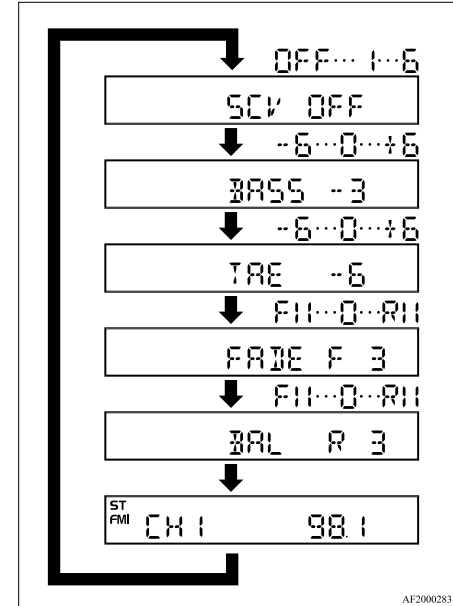 OFF··· 1···6
SCV OFF
-6···0···+6
BASS -3
-6···0···+6
TRE -6
F11···0···R11
FADE F 3
F11···0···R11
BAL R 3
ST
FM1 CH 1 98.1
AF2000283